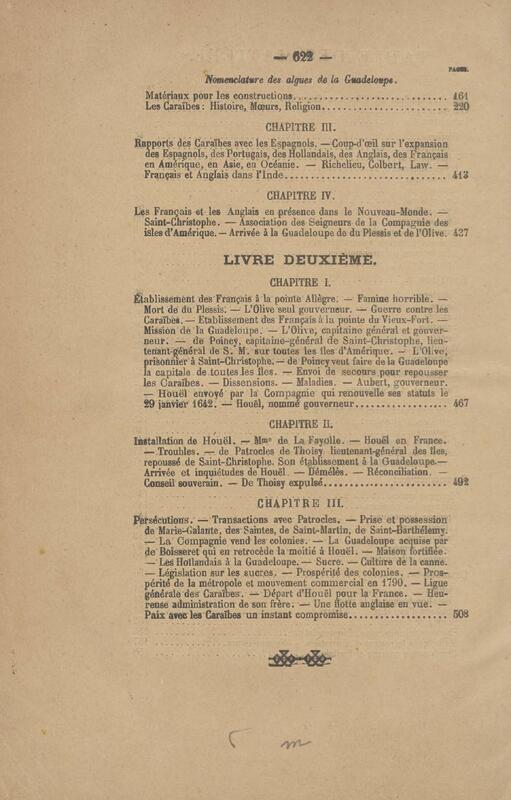 — 622 —
PAGES.
Nomenclature des algues de la Guadeloupe.
Matériaux pour les constructions........................... 161
Les Caraïbes : Histoire, Mœurs, Religion..................... 220
CHAPITRE III.
Rapports des Caraïbes avec les Espagnols. — Coup-d'œil sur l'expansion
des Espagnols, des Portugais, des Hollandais, des Anglais, des Français
en Amérique, en Asie, en Océanie. — Richelieu, Colbert, Law. —
Français et Anglais dans l'Inde............................ 413
CHAPITRE IV.
Les Français et les Anglais en présence dans le Nouveau-Monde. —
Saint-Christophe. — Association des Seigneurs de la Compagnie des
isles d'Amérique. — Arrivée à la Guadeloupe de du Plessis et de l'Olive. 437
LIVRE DEUXIÈME.
CHAPITRE I.
Établissement des Français à la pointe Allègre. — Famine horrible. —
Mort de du Plessis. — L'Olive seul gouverneur. — Guerre contre les
Caraïbes. — Etablissement des Français à la pointe du Vieux-Fort. —
Mission de la Guadeloupe. — L'Olive, capitaine général et gouver-
neur. — de Poincy, capitaine-général de Saint-Christophe, lieu-
tenant-général de S. M. sur toutes les îles d'Amérique. — L'Olive,
prisonnier à Saint-Christophe. — de Poincy veut faire de la Guadeloupe
la capitale de toutes les îles. — Envoi de secours pour repousser
les Caraïbes. — Dissensions. — Maladies. — Aubert, gouverneur.
— Houël envoyé par la Compagnie qui renouvelle ses statuts le
29 janvier 1642. — Houël, nommé gouverneur................. 467
CHAPITRE II.
Installation de Houël. — Mme de La Fayolle. — Houël en France.
— Troubles. — de Patrocles de Thoisy lieutenant-général des îles,
repoussé de Saint-Christophe. Son établissement à la Guadeloupe.—
Arrivée et inquiétudes de Houël. — Démêlés. — Réconciliation. —
Conseil souverain. — De Thoisy expulsé...................... 492
CHAPITRE III.
Persécutions. — Transactions avec Patrocles. — Prise et possession
de Marie-Galante, des Saintes, de Saint-Martin, de Saint-Barthélemy.
— La Compagnie vend les colonies. — La Guadeloupe acquise par
de Boisseret qui en retrocède la moitié à Houël. — Maison fortifiée.
— Les Hollandais à la Guadeloupe. — Sucre. — Culture de la canne.
— Législation sur les sucres. — Prospérité des colonies. — Pros-
périté de la métropole et mouvement commercial en 1790. — Ligue
générale des Caraïbes. — Départ d'Houël pour la France. — Heu-
reuse administration de son frère. — Une flotte anglaise en vue. —
Paix avec les Caraïbes un instant compromise................... 508